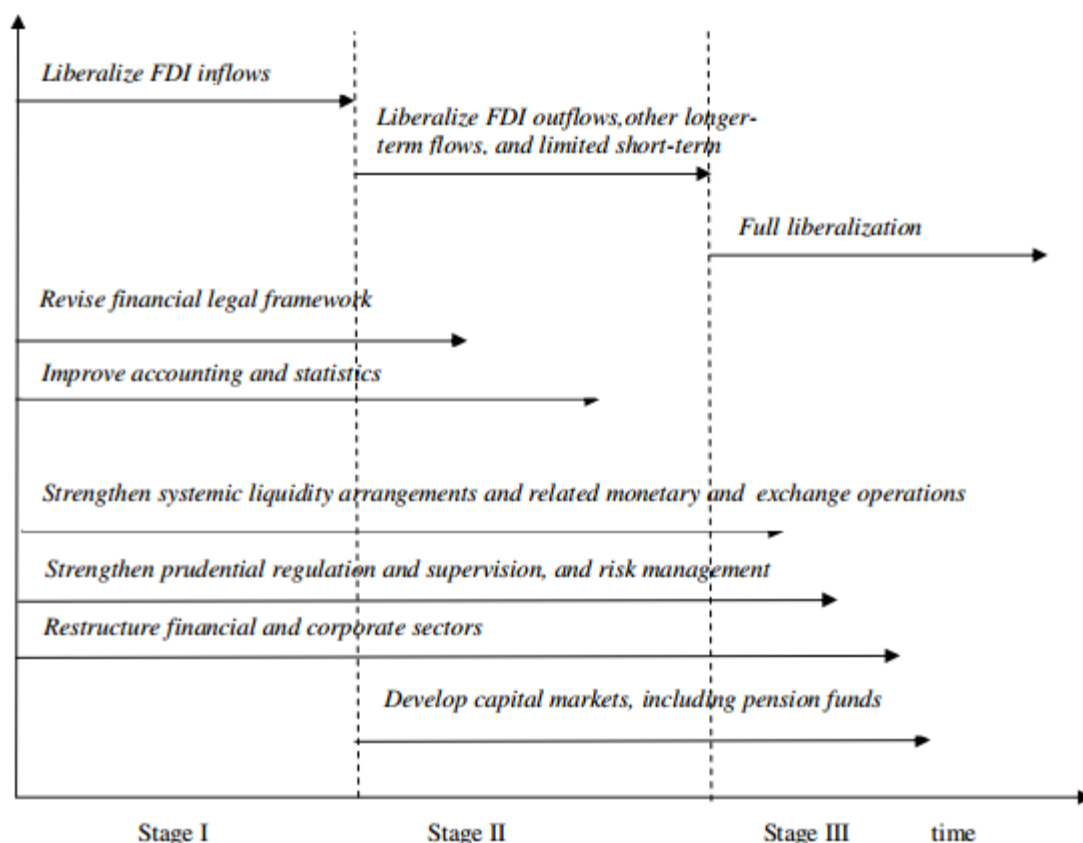 Liberalize FDI inflows
Liberalize FDI outflows,other longer-
term flows, and limited short-term
Full liberalization
Revise financial legal framework
Improve accounting and statistics
Strengthen systemic liquidity arrangements and related monetary and exchange operations
Strengthen prudential regulation and supervision, and risk management
Restructure financial and corporate sectors
Develop capital markets, including pension funds
Stage I Stage II Stage III time